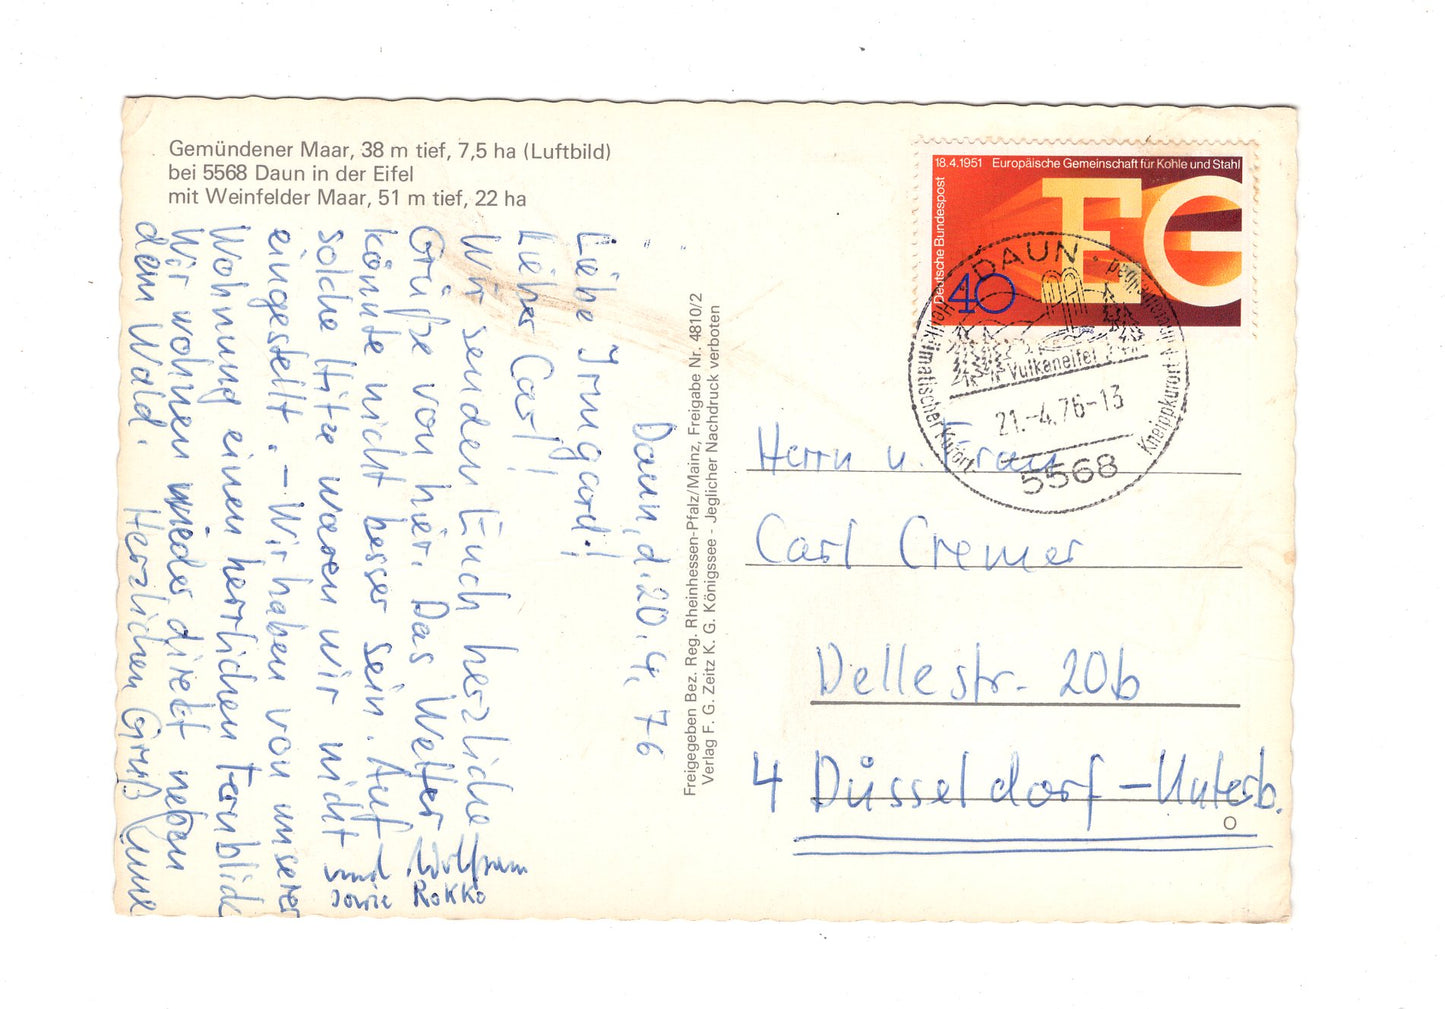 Gemündener Maar, 38 m tief, 7,5 ha (Luftbild)
bei 5568 Daun in der Eifel
mit Weinfelder Maar, 51 m tief, 22 ha
Daun, d. 20. 4. 76
Liebe Irmgard!
Lieber Carl!
Wir senden Euch herzliche
Grüße von hier. Das Wetter
könnte nicht besser sein. Auf
solche Hitze waren wir nicht
eingestellt. – Wir haben von unserer
Wohnung einen herrlichen Fernblick
Wir wohnen wieder direkt neben
dem Wald. Herzlichen Gruß
und Wolfram
sowie Rokko
Freigegeben Bez. Reg. Rheinhessen-Pfalz/Mainz, Freigabe Nr. 4810/2
Verlag F. G. Zeitz K. G. Königssee - Jeglicher Nachdruck verboten
18.4.1951 Europäische Gemeinschaft für Kohle und Stahl
Deutsche Bundespost
EG
40
DAUN
Heilklimatischer Kurort
Kneippkurort
Vulkaneifel
21.-4.76-13
5568
Herrn u. Frau
Carl Cremer
Dellestr. 20b
4 Düsseldorf – Unterb.